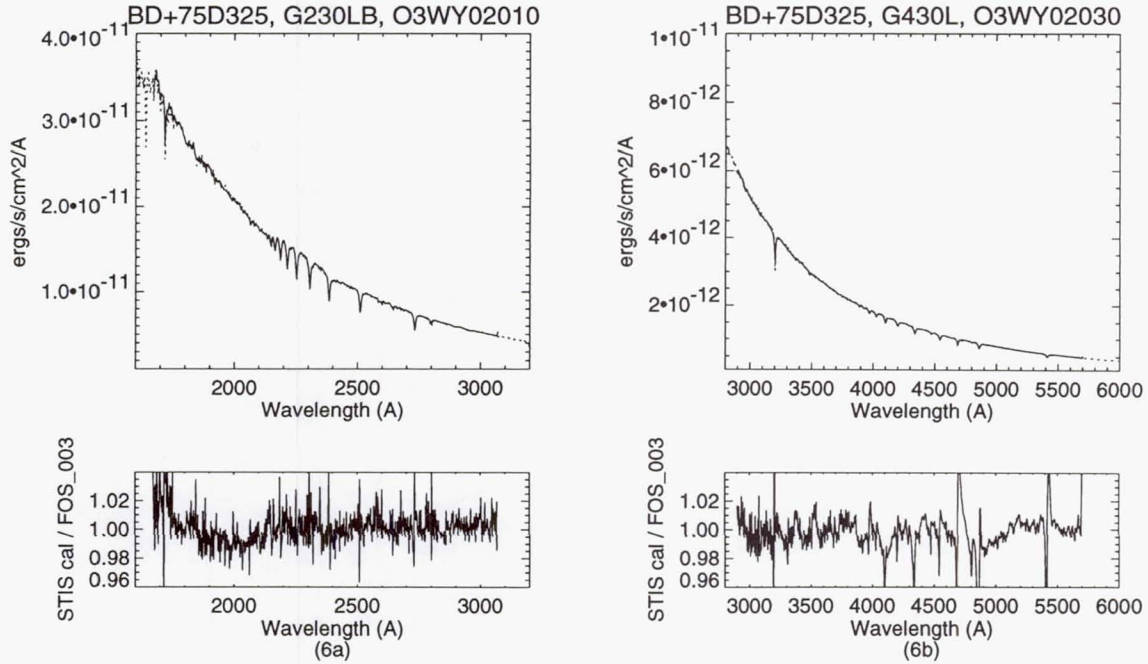 BD+75D325, G230LB, O3WY02010
4.0•10-11
3.0•10-11
2.0•10-11
1.0•10-11
ergs/s/cm^2/A
2000 2500 3000
Wavelength (A)
STIS cal / FOS_003
1.02
1.00
0.98
0.96
2000 2500 3000
Wavelength (A)
(6a)
BD+75D325, G430L, O3WY02030
1•10-11
8•10-12
6•10-12
4•10-12
2•10-12
ergs/s/cm^2/A
3000 3500 4000 4500 5000 5500 6000
Wavelength (A)
STIS cal / FOS_003
1.02
1.00
0.98
0.96
3000 3500 4000 4500 5000 5500 6000
Wavelength (A)
(6b)